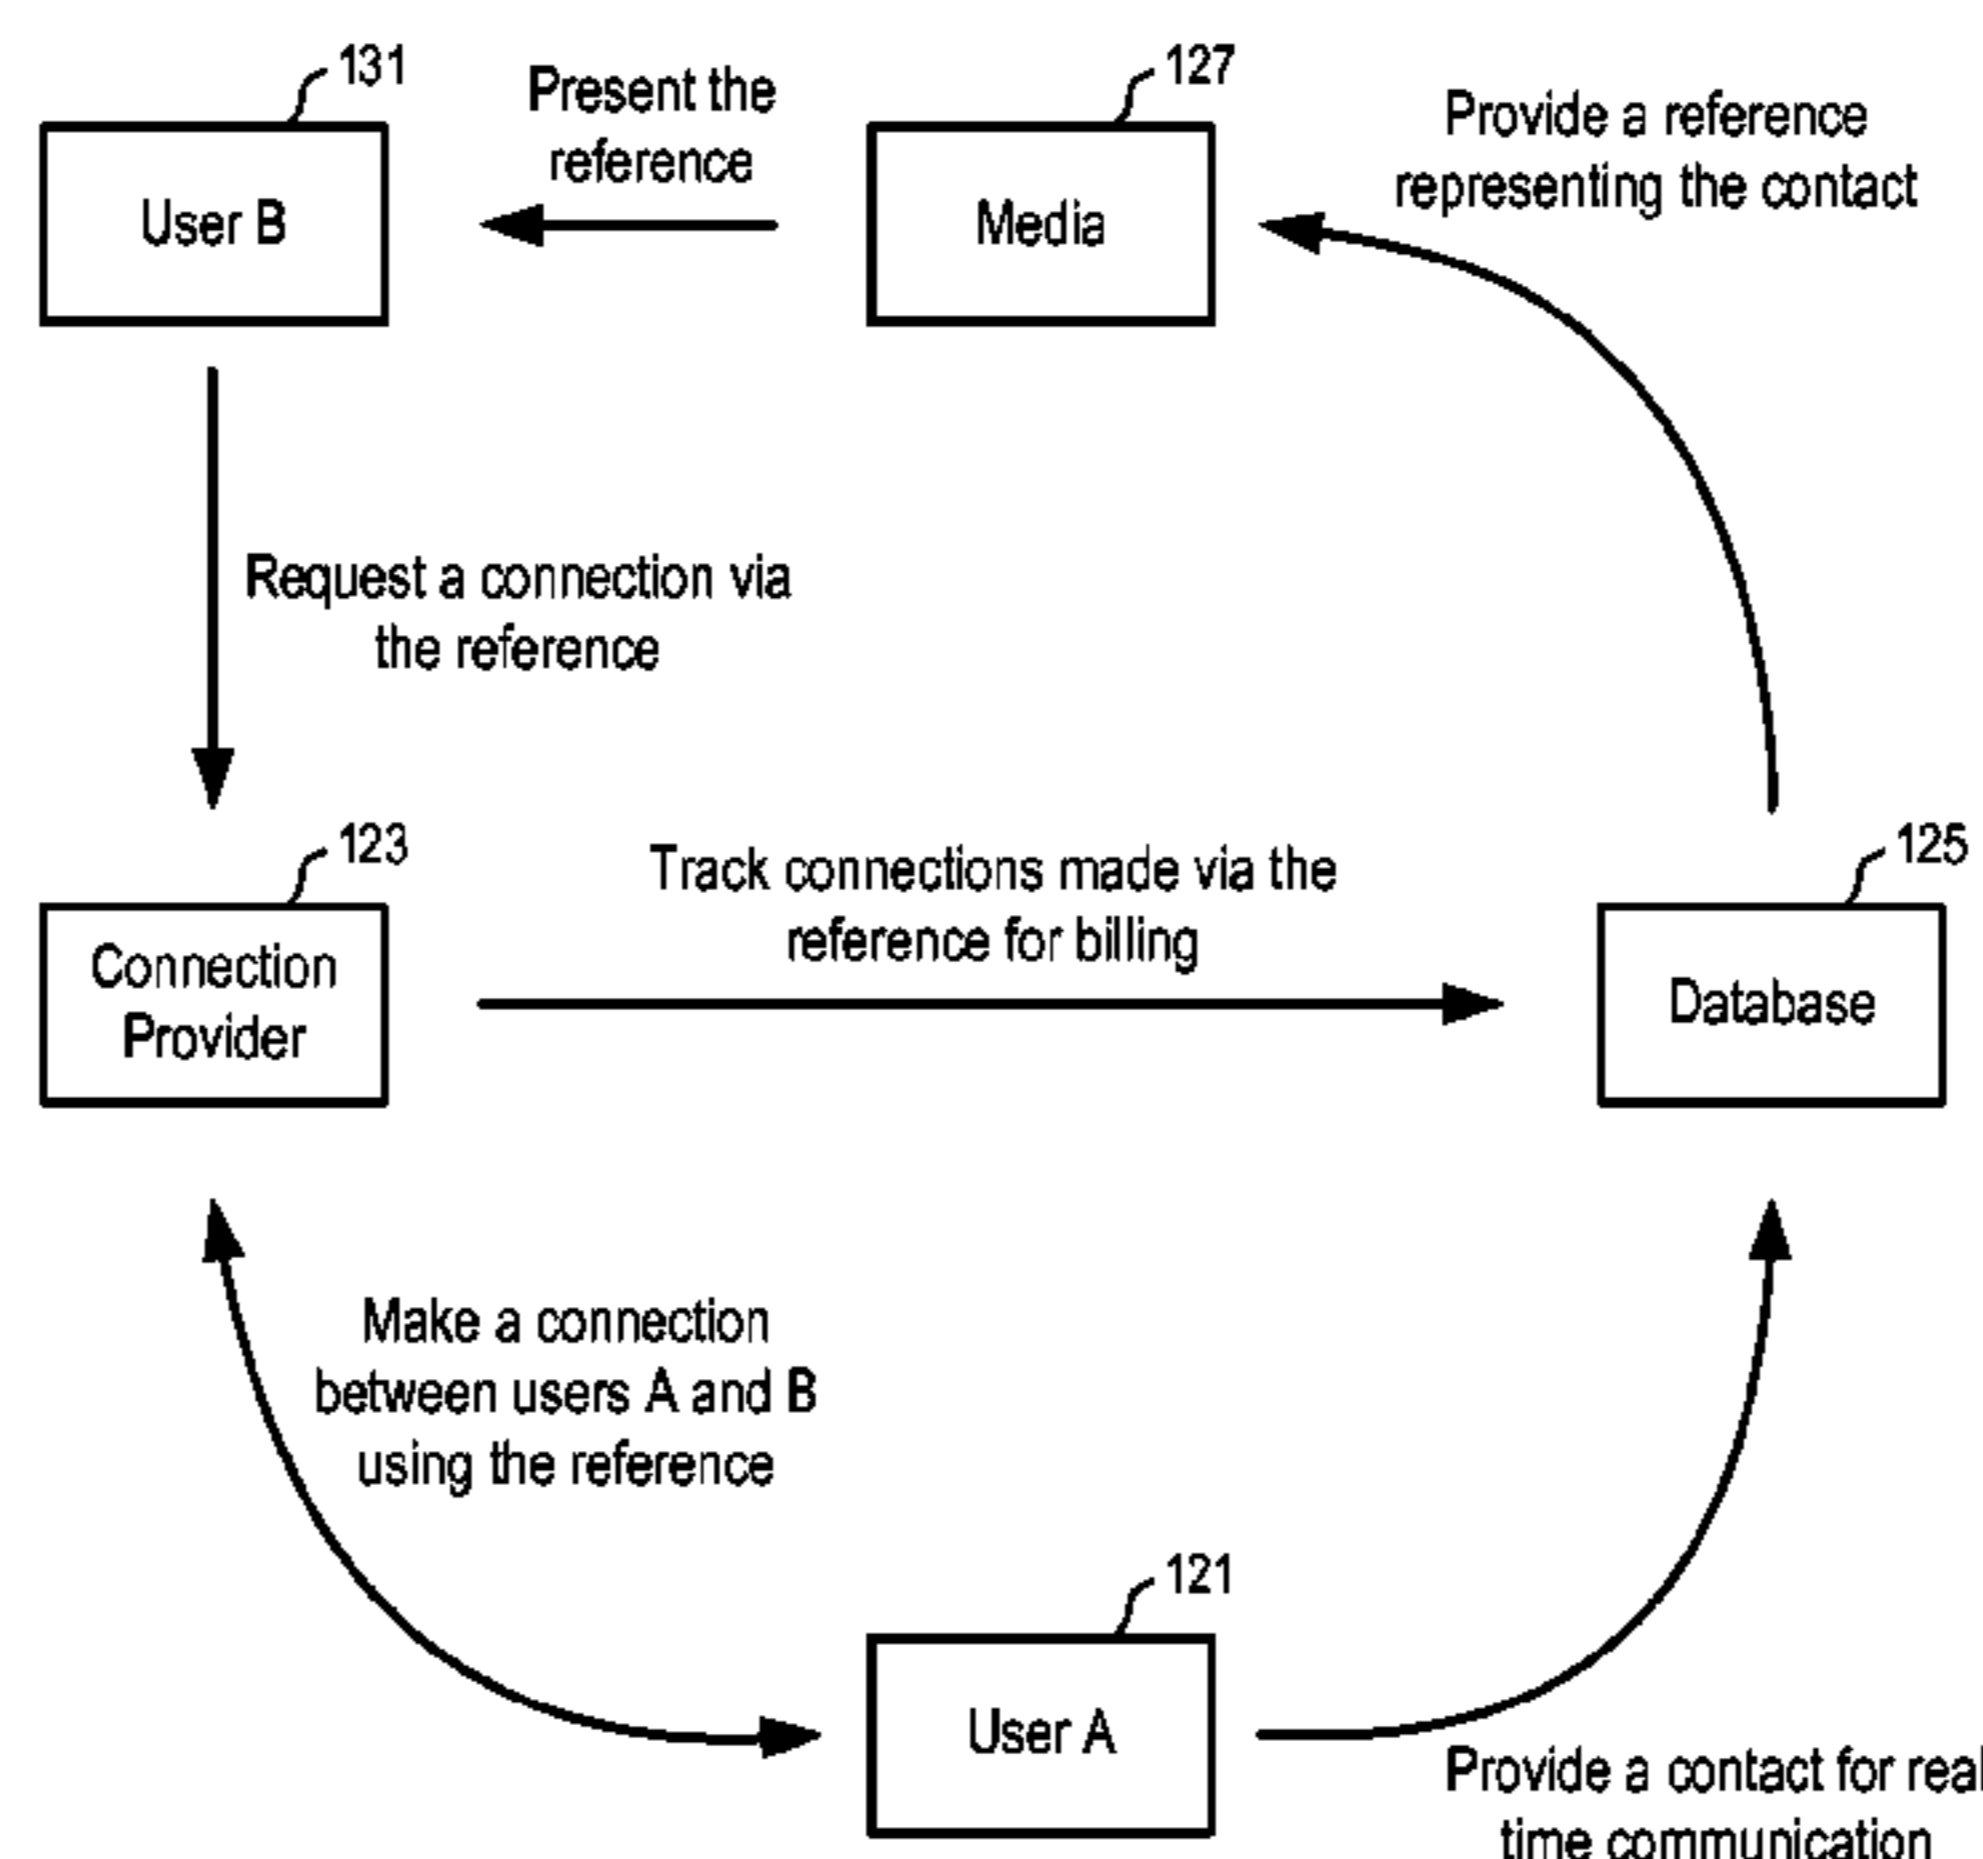 131
Present the
reference
127
Provide a reference
representing the contact
User B
Media
Request a connection via
the reference
123
Track connections made via the
reference for billing
125
Connection
Provider
Database
Make a connection
between users A and B
using the reference
121
User A
Provide a contact for real
time communication